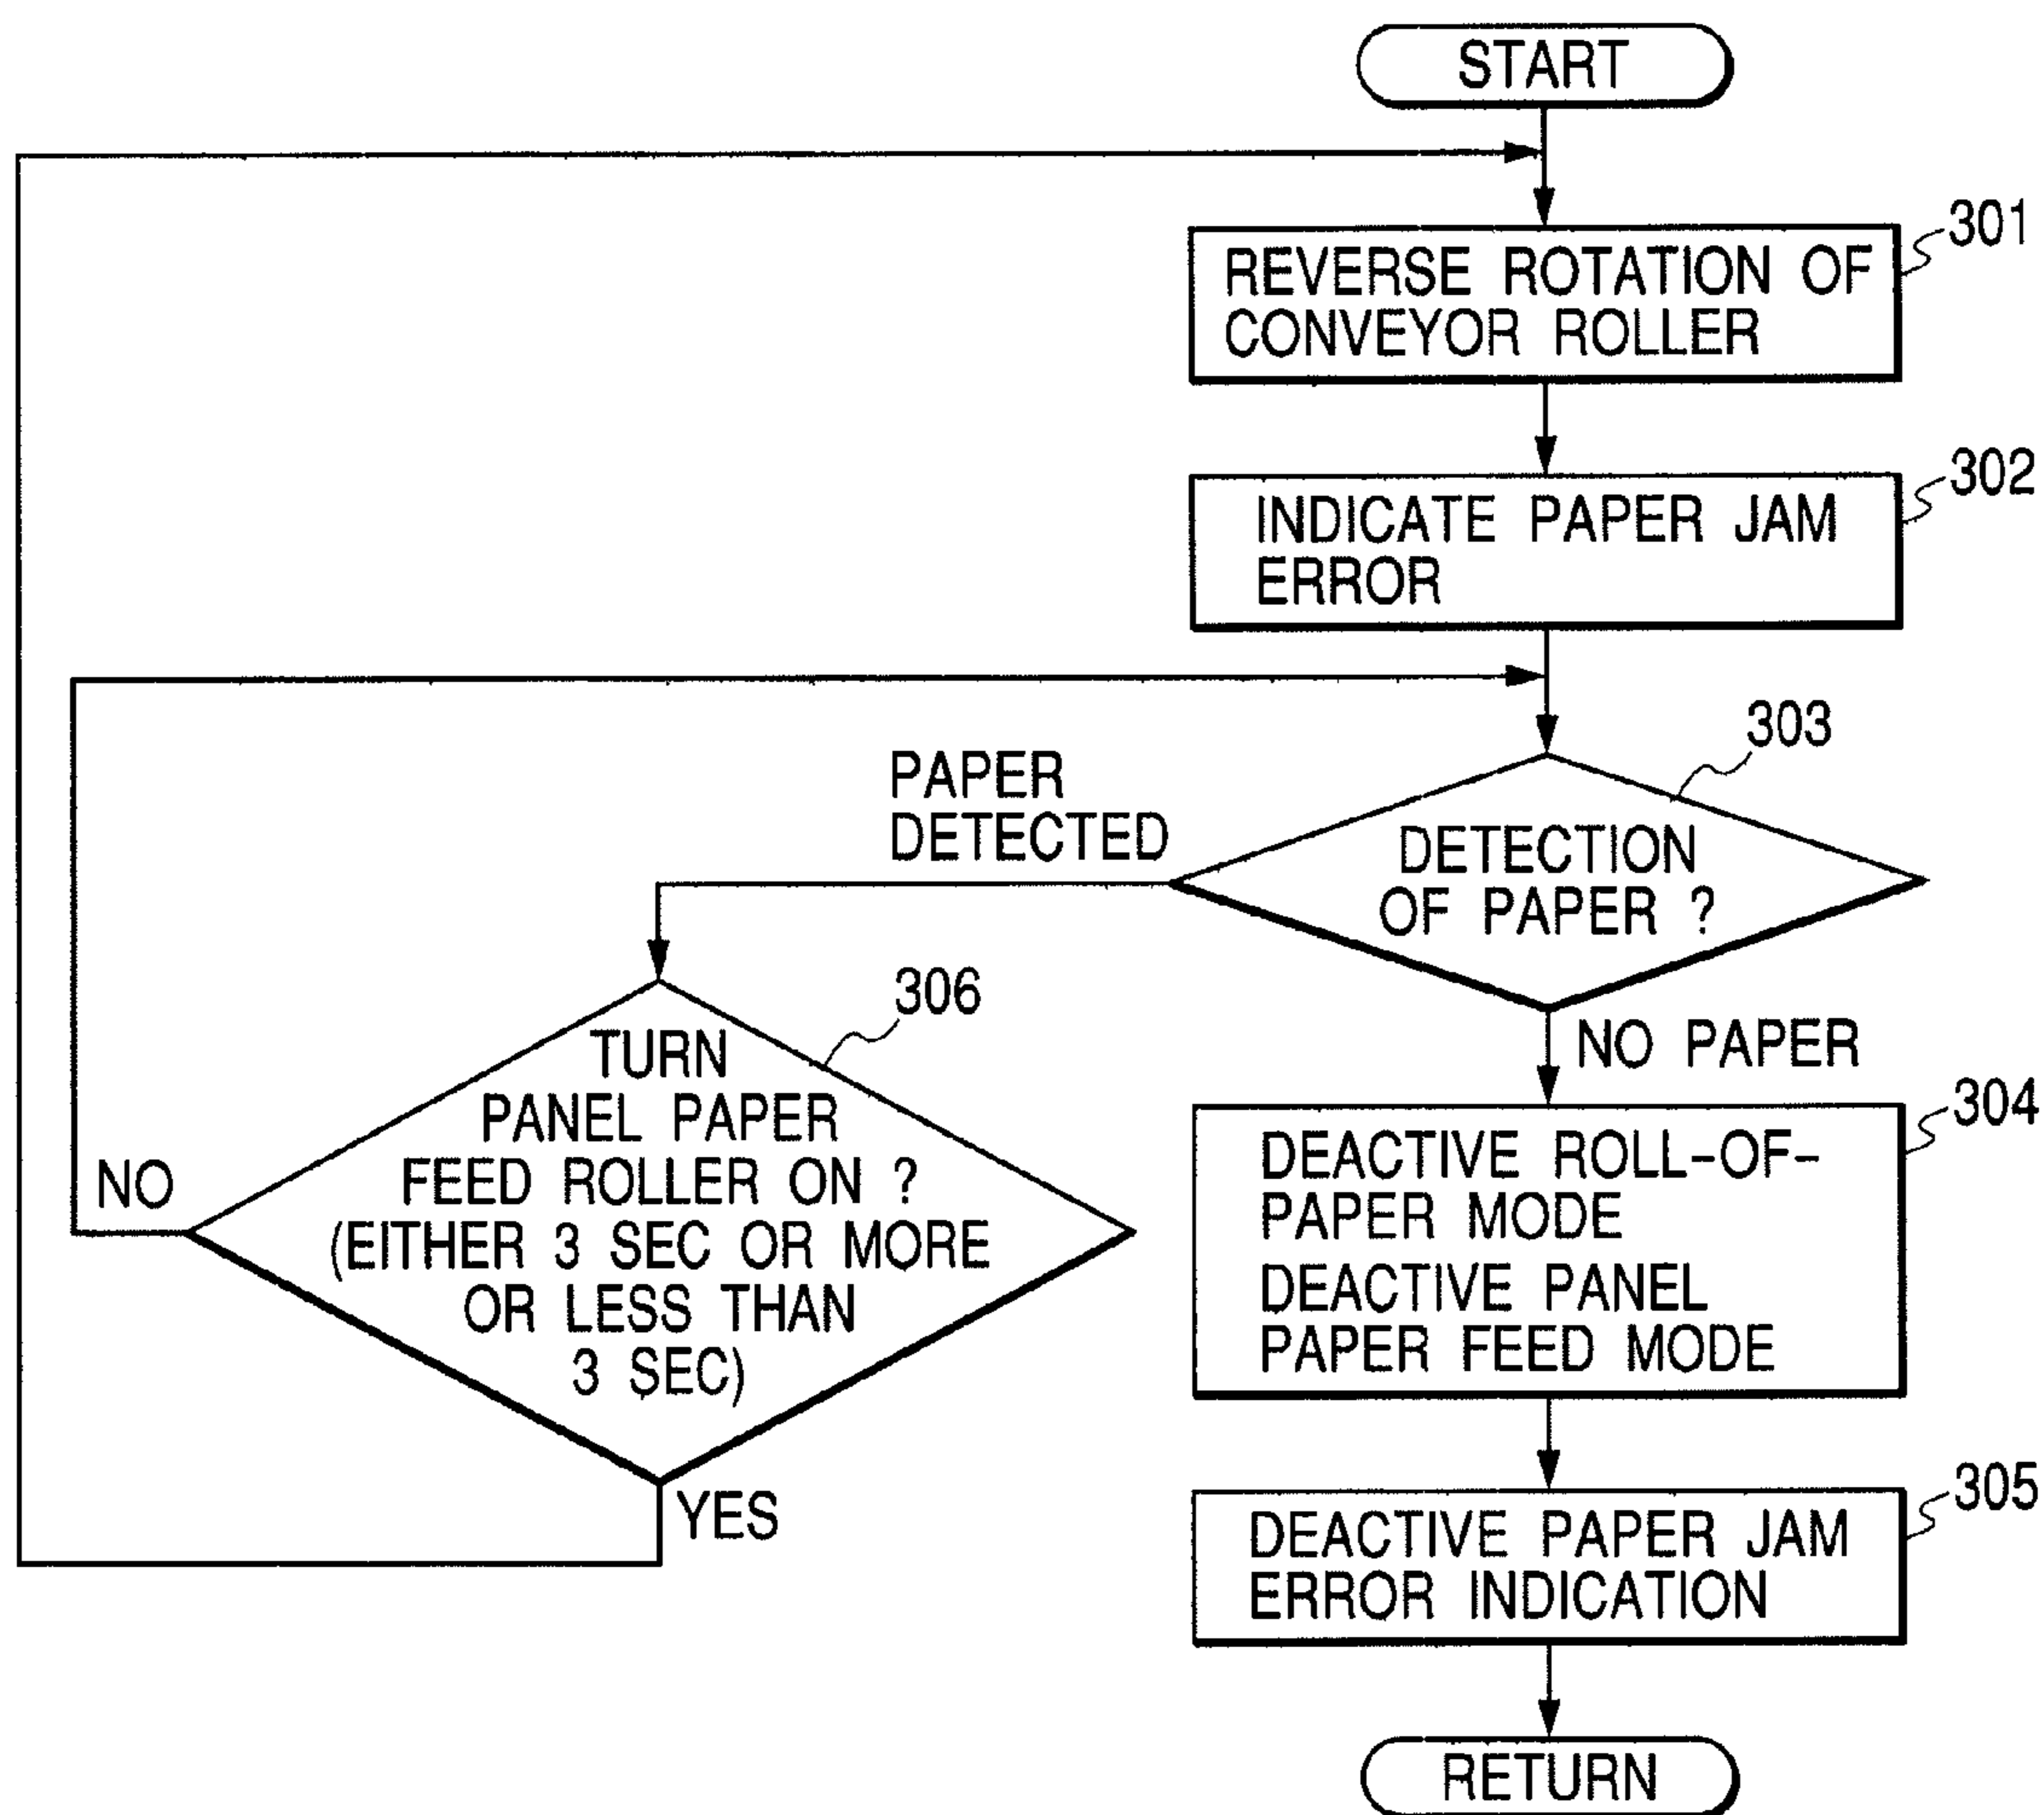 START
301
REVERSE ROTATION OF
CONVEYOR ROLLER
302
INDICATE PAPER JAM
ERROR
303
PAPER
DETECTED
DETECTION
OF PAPER ?
306
TURN
PANEL PAPER
FEED ROLLER ON ?
(EITHER 3 SEC OR MORE
OR LESS THAN
3 SEC)
NO
YES
NO PAPER
304
DEACTIVE ROLL-OF-
PAPER MODE
DEACTIVE PANEL
PAPER FEED MODE
305
DEACTIVE PAPER JAM
ERROR INDICATION
RETURN